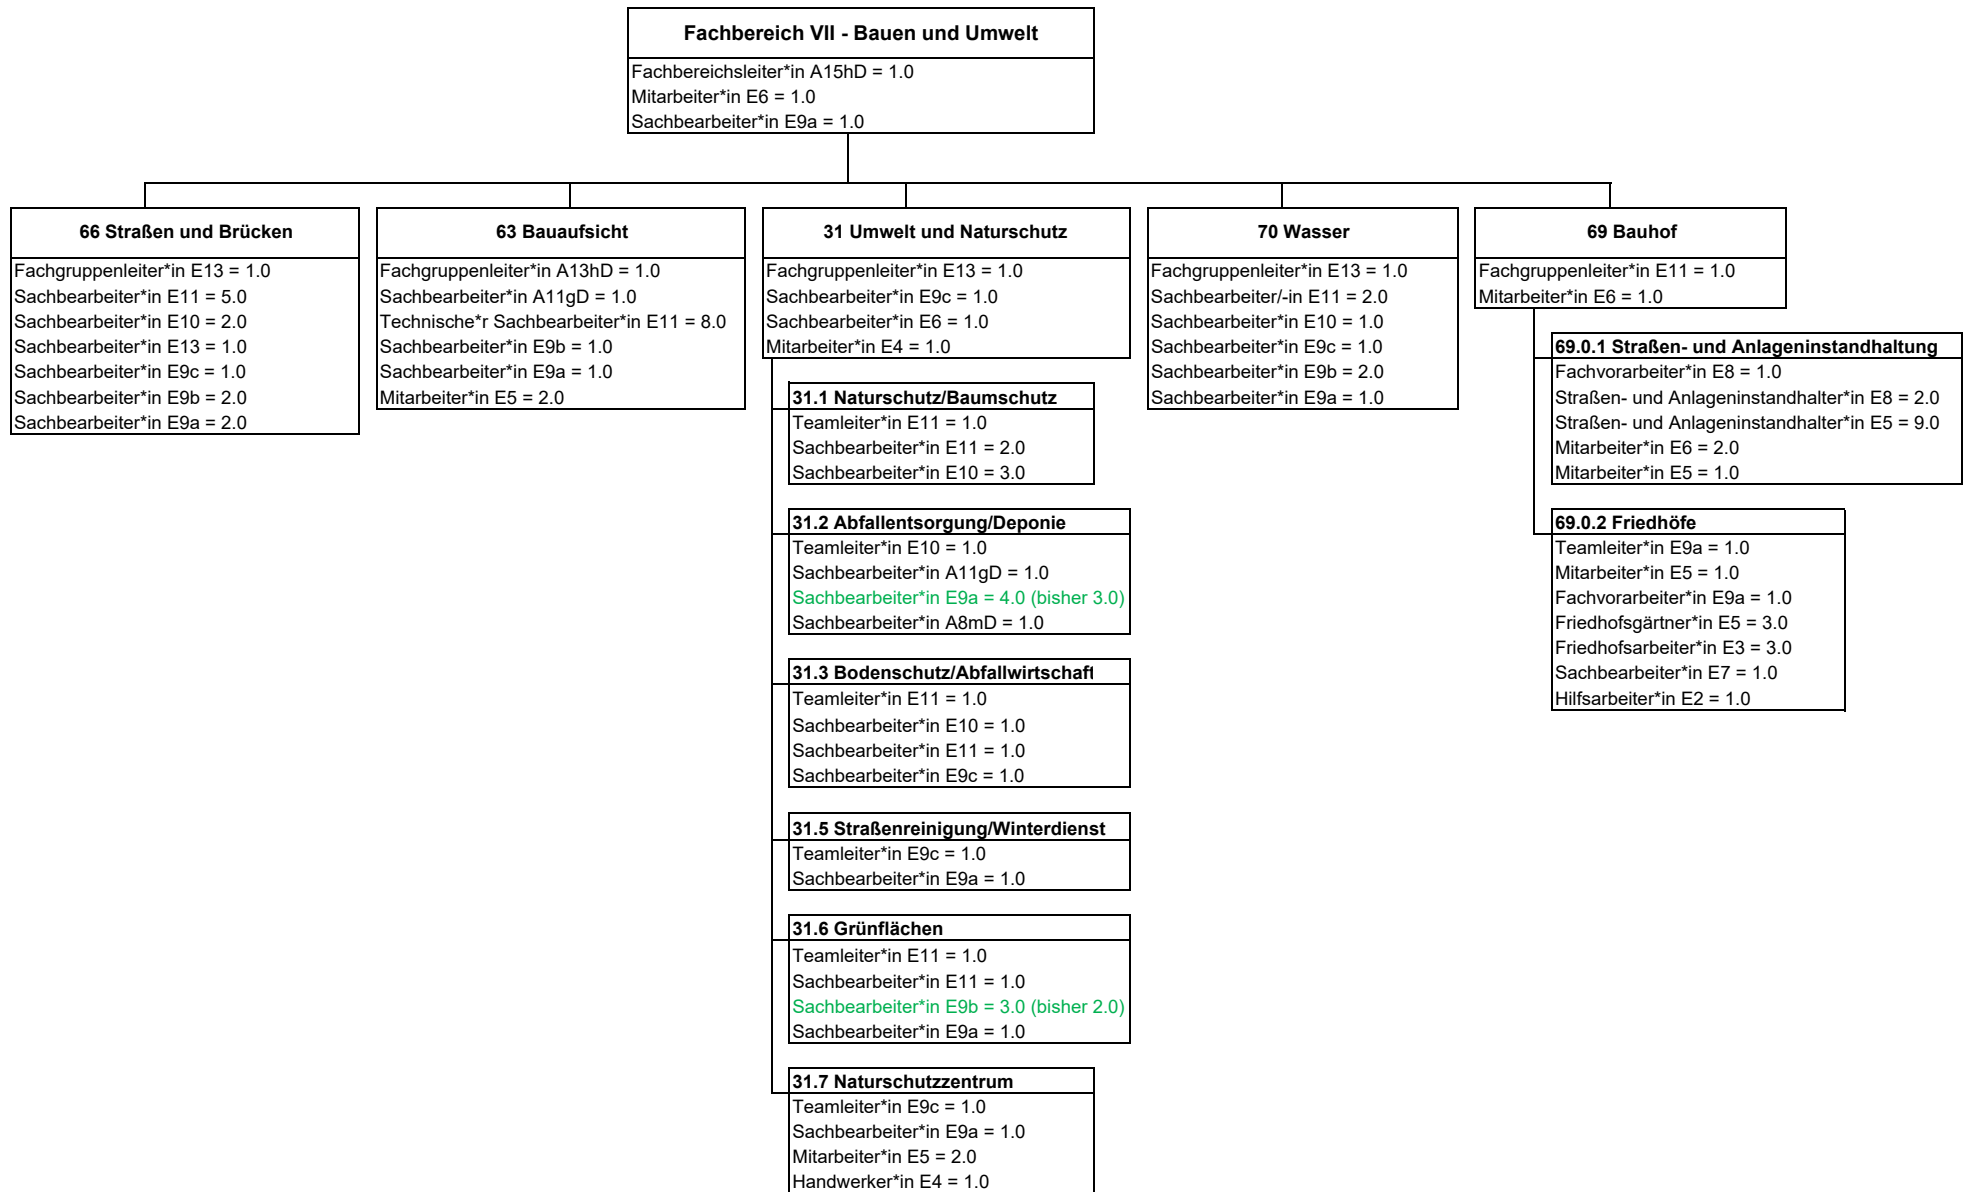 Fachbereich VII - Bauen und Umwelt
Fachbereichsleiter*in A15hD = 1.0
Mitarbeiter*in E6 = 1.0
Sachbearbeiter*in E9a = 1.0
66 Straßen und Brücken
Fachgruppenleiter*in E13 = 1.0
Sachbearbeiter*in E11 = 5.0
Sachbearbeiter*in E10 = 2.0
Sachbearbeiter*in E13 = 1.0
Sachbearbeiter*in E9c = 1.0
Sachbearbeiter*in E9b = 2.0
Sachbearbeiter*in E9a = 2.0
63 Bauaufsicht
Fachgruppenleiter*in A13hD = 1.0
Sachbearbeiter*in A11gD = 1.0
Technische*r Sachbearbeiter*in E11 = 8.0
Sachbearbeiter*in E9b = 1.0
Sachbearbeiter*in E9a = 1.0
Mitarbeiter*in E5 = 2.0
31 Umwelt und Naturschutz
Fachgruppenleiter*in E13 = 1.0
Sachbearbeiter*in E9c = 1.0
Sachbearbeiter*in E6 = 1.0
Mitarbeiter*in E4 = 1.0
31.1 Naturschutz/Baumschutz
Teamleiter*in E11 = 1.0
Sachbearbeiter*in E11 = 2.0
Sachbearbeiter*in E10 = 3.0
31.2 Abfallentsorgung/Deponie
Teamleiter*in E10 = 1.0
Sachbearbeiter*in A11gD = 1.0
Sachbearbeiter*in E9a = 4.0 (bisher 3.0)
Sachbearbeiter*in A8mD = 1.0
31.3 Bodenschutz/Abfallwirtschaft
Teamleiter*in E11 = 1.0
Sachbearbeiter*in E10 = 1.0
Sachbearbeiter*in E11 = 1.0
Sachbearbeiter*in E9c = 1.0
31.5 Straßenreinigung/Winterdienst
Teamleiter*in E9c = 1.0
Sachbearbeiter*in E9a = 1.0
31.6 Grünflächen
Teamleiter*in E11 = 1.0
Sachbearbeiter*in E11 = 1.0
Sachbearbeiter*in E9b = 3.0 (bisher 2.0)
Sachbearbeiter*in E9a = 1.0
31.7 Naturschutzzentrum
Teamleiter*in E9c = 1.0
Sachbearbeiter*in E9a = 1.0
Mitarbeiter*in E5 = 2.0
Handwerker*in E4 = 1.0
70 Wasser
Fachgruppenleiter*in E13 = 1.0
Sachbearbeiter/-in E11 = 2.0
Sachbearbeiter*in E10 = 1.0
Sachbearbeiter*in E9c = 1.0
Sachbearbeiter*in E9b = 2.0
Sachbearbeiter*in E9a = 1.0
69 Bauhof
Fachgruppenleiter*in E11 = 1.0
Mitarbeiter*in E6 = 1.0
69.0.1 Straßen- und Anlageninstandhaltung
Fachvorarbeiter*in E8 = 1.0
Straßen- und Anlageninstandhalter*in E8 = 2.0
Straßen- und Anlageninstandhalter*in E5 = 9.0
Mitarbeiter*in E6 = 2.0
Mitarbeiter*in E5 = 1.0
69.0.2 Friedhöfe
Teamleiter*in E9a = 1.0
Mitarbeiter*in E5 = 1.0
Fachvorarbeiter*in E9a = 1.0
Friedhofsgärtner*in E5 = 3.0
Friedhofsarbeiter*in E3 = 3.0
Sachbearbeiter*in E7 = 1.0
Hilfsarbeiter*in E2 = 1.0